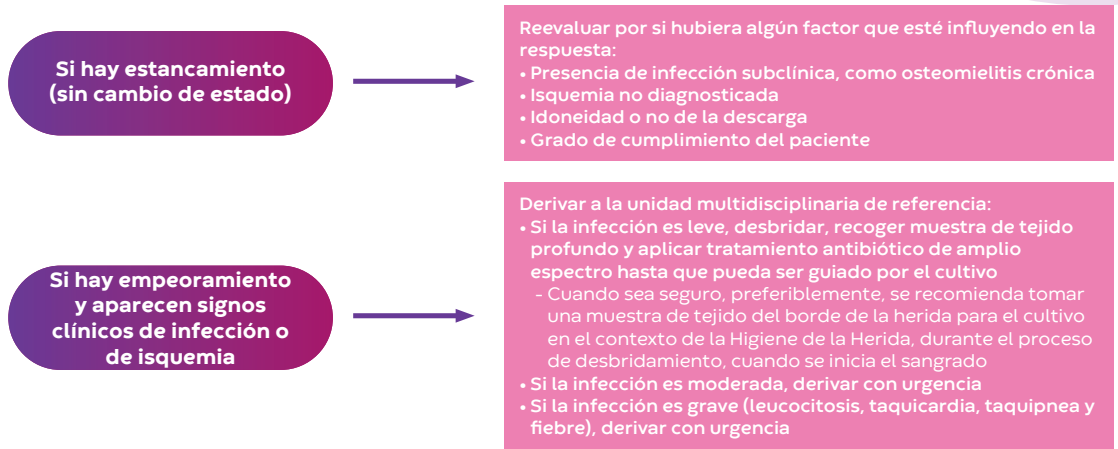 Si hay estancamiento
(sin cambio de estado)
Reevaluar por si hubiera algún factor que esté influyendo en la
respuesta:
• Presencia de infección subclínica, como osteomielitis crónica
• Isquemia no diagnosticada
• Idoneidad o no de la descarga
• Grado de cumplimiento del paciente
Si hay empeoramiento
y aparecen signos
clínicos de infección o
de isquemia
Derivar a la unidad multidisciplinaria de referencia:
• Si la infección es leve, desbridar, recoger muestra de tejido
profundo y aplicar tratamiento antibiótico de amplio
espectro hasta que pueda ser guiado por el cultivo
- Cuando sea seguro, preferiblemente, se recomienda tomar
una muestra de tejido del borde de la herida para el cultivo
en el contexto de la Higiene de la Herida, durante el proceso
de desbridamiento, cuando se inicia el sangrado
• Si la infección es moderada, derivar con urgencia
• Si la infección es grave (leucocitosis, taquicardia, taquipnea y
fiebre), derivar con urgencia